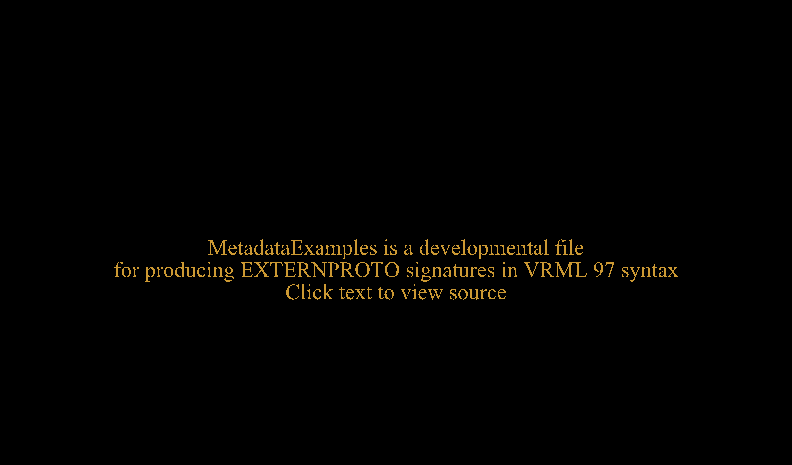 MetadataExamples is a developmental file
for producing EXTERNPROTO signatures in VRML 97 syntax
Click text to view source